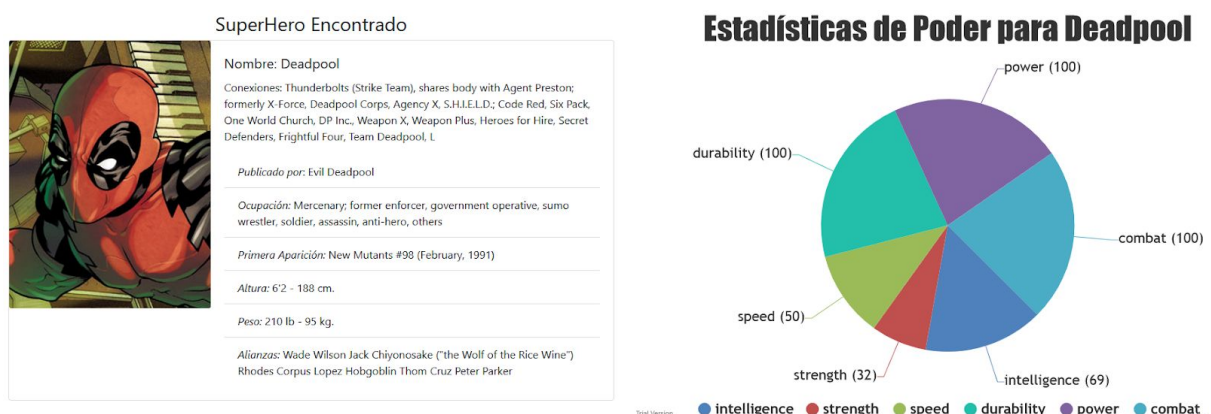 SuperHero Encontrado
Nombre: Deadpool
Conexiones: Thunderbolts (Strike Team), shares body with Agent Preston;
formerly X-Force, Deadpool Corps, Agency X, S.H.I.E.L.D.; Code Red, Six Pack,
One World Church, DP Inc., Weapon X, Weapon Plus, Heroes for Hire, Secret
Defenders, Frightful Four, Team Deadpool, L
Publicado por: Evil Deadpool
Ocupación: Mercenary; former enforcer, government operative, sumo
wrestler, soldier, assassin, anti-hero, others
Primera Aparición: New Mutants #98 (February, 1991)
Altura: 6'2 - 188 cm.
Peso: 210 lb - 95 kg.
Alianzas: Wade Wilson Jack Chiyonosake ("the Wolf of the Rice Wine")
Rhodes Corpus Lopez Hobgoblin Thom Cruz Peter Parker
Estadísticas de Poder para Deadpool
power (100)
durability (100)
combat (100)
speed (50)
strength (32)
intelligence (69)
Trial Version
intelligence strength speed durability power combat